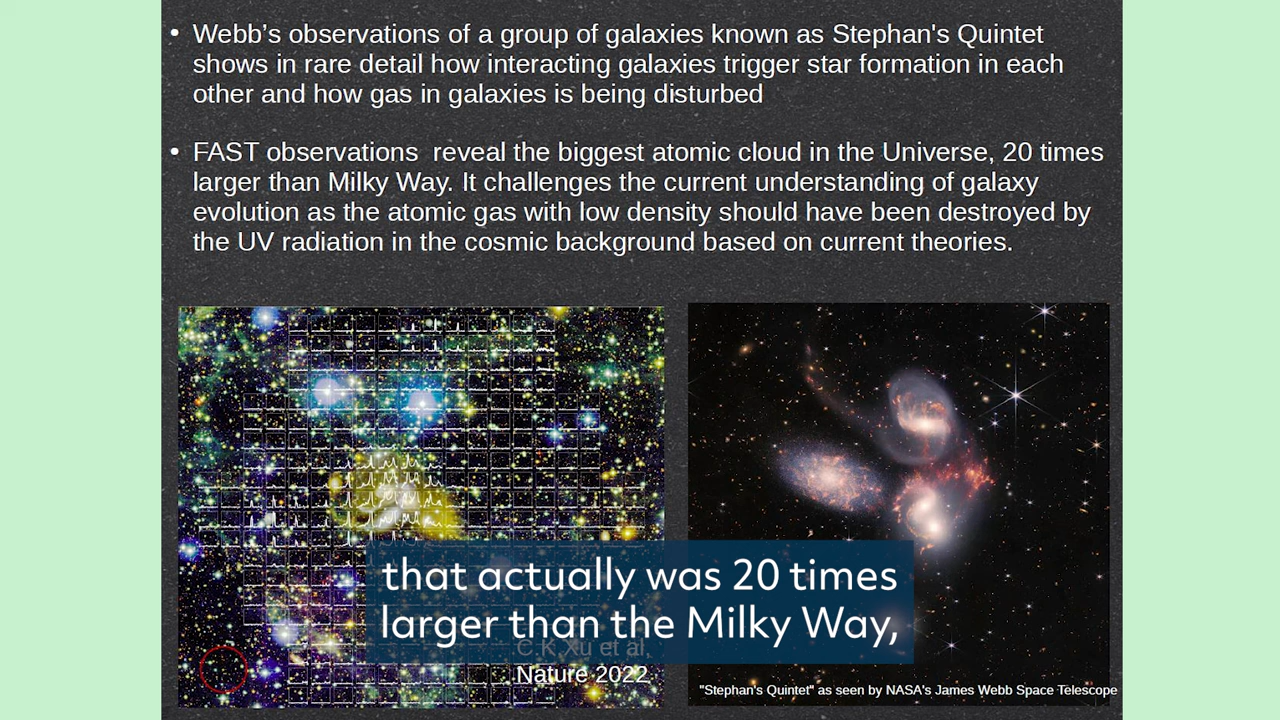 • Webb's observations of a group of galaxies known as Stephan's Quintet
shows in rare detail how interacting galaxies trigger star formation in each
other and how gas in galaxies is being disturbed
• FAST observations  reveal the biggest atomic cloud in the Universe, 20 times
larger than Milky Way. It challenges the current understanding of galaxy
evolution as the atomic gas with low density should have been destroyed by
the UV radiation in the cosmic background based on current theories.
that actually was 20 times
larger than the Milky Way,
C.K.Xu et al,
Nature 2022
"Stephan's Quintet" as seen by NASA's James Webb Space Telescope